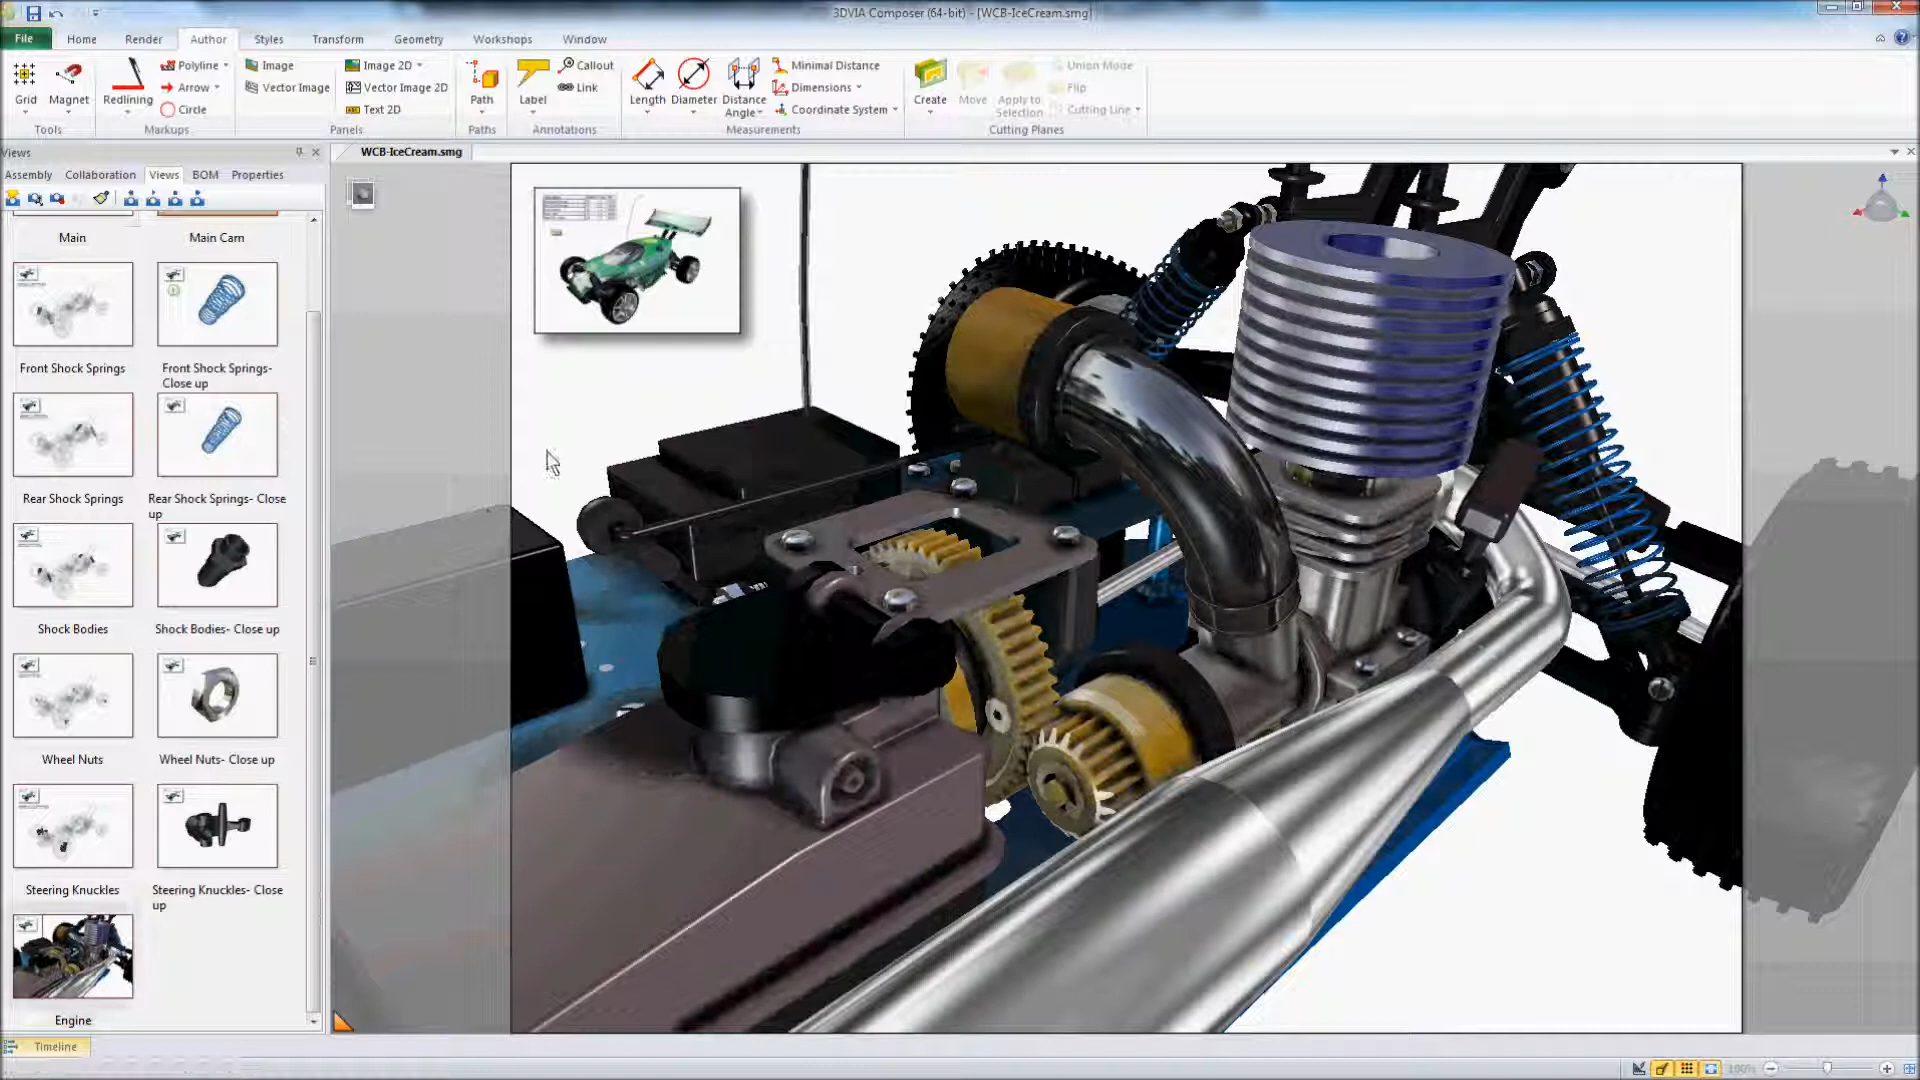 3DVIA Composer (64-bit) - [WCB-IceCream.smg]
File Home Render Author Styles Transform Geometry Workshops Window
Grid Magnet Redlining Polyline Arrow Circle
Image Vector Image Image 2D Vector Image 2D Text 2D
Path Label Callout Link
Length Diameter Distance Angle Minimal Distance Dimensions Coordinate System
Create Move Apply to Selection Union Mode Flip Cutting Line
Tools Markups Panels Paths Annotations Measurements Cutting Planes
Views
WCB-IceCream.smg
Assembly Collaboration Views BOM Properties
Main Main Cam
Front Shock Springs Front Shock Springs- Close up
Rear Shock Springs Rear Shock Springs- Close up
Shock Bodies Shock Bodies- Close up
Wheel Nuts Wheel Nuts- Close up
Steering Knuckles Steering Knuckles- Close up
Engine
Timeline
100%